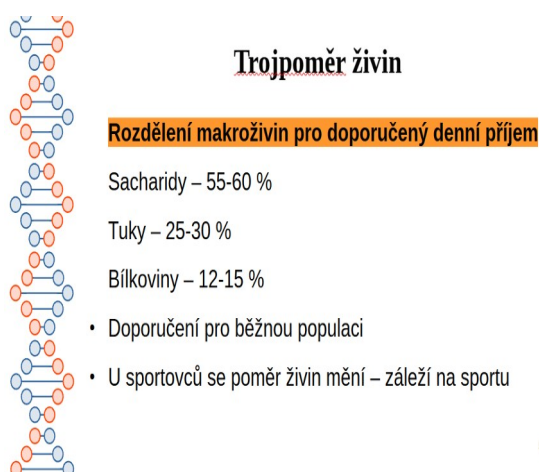 Trojpoměr živin
Rozdělení makroživin pro doporučený denní příjem
Sacharidy – 55-60 %
Tuky – 25-30 %
Bílkoviny – 12-15 %
• Doporučení pro běžnou populaci
• U sportovců se poměr živin mění – záleží na sportu